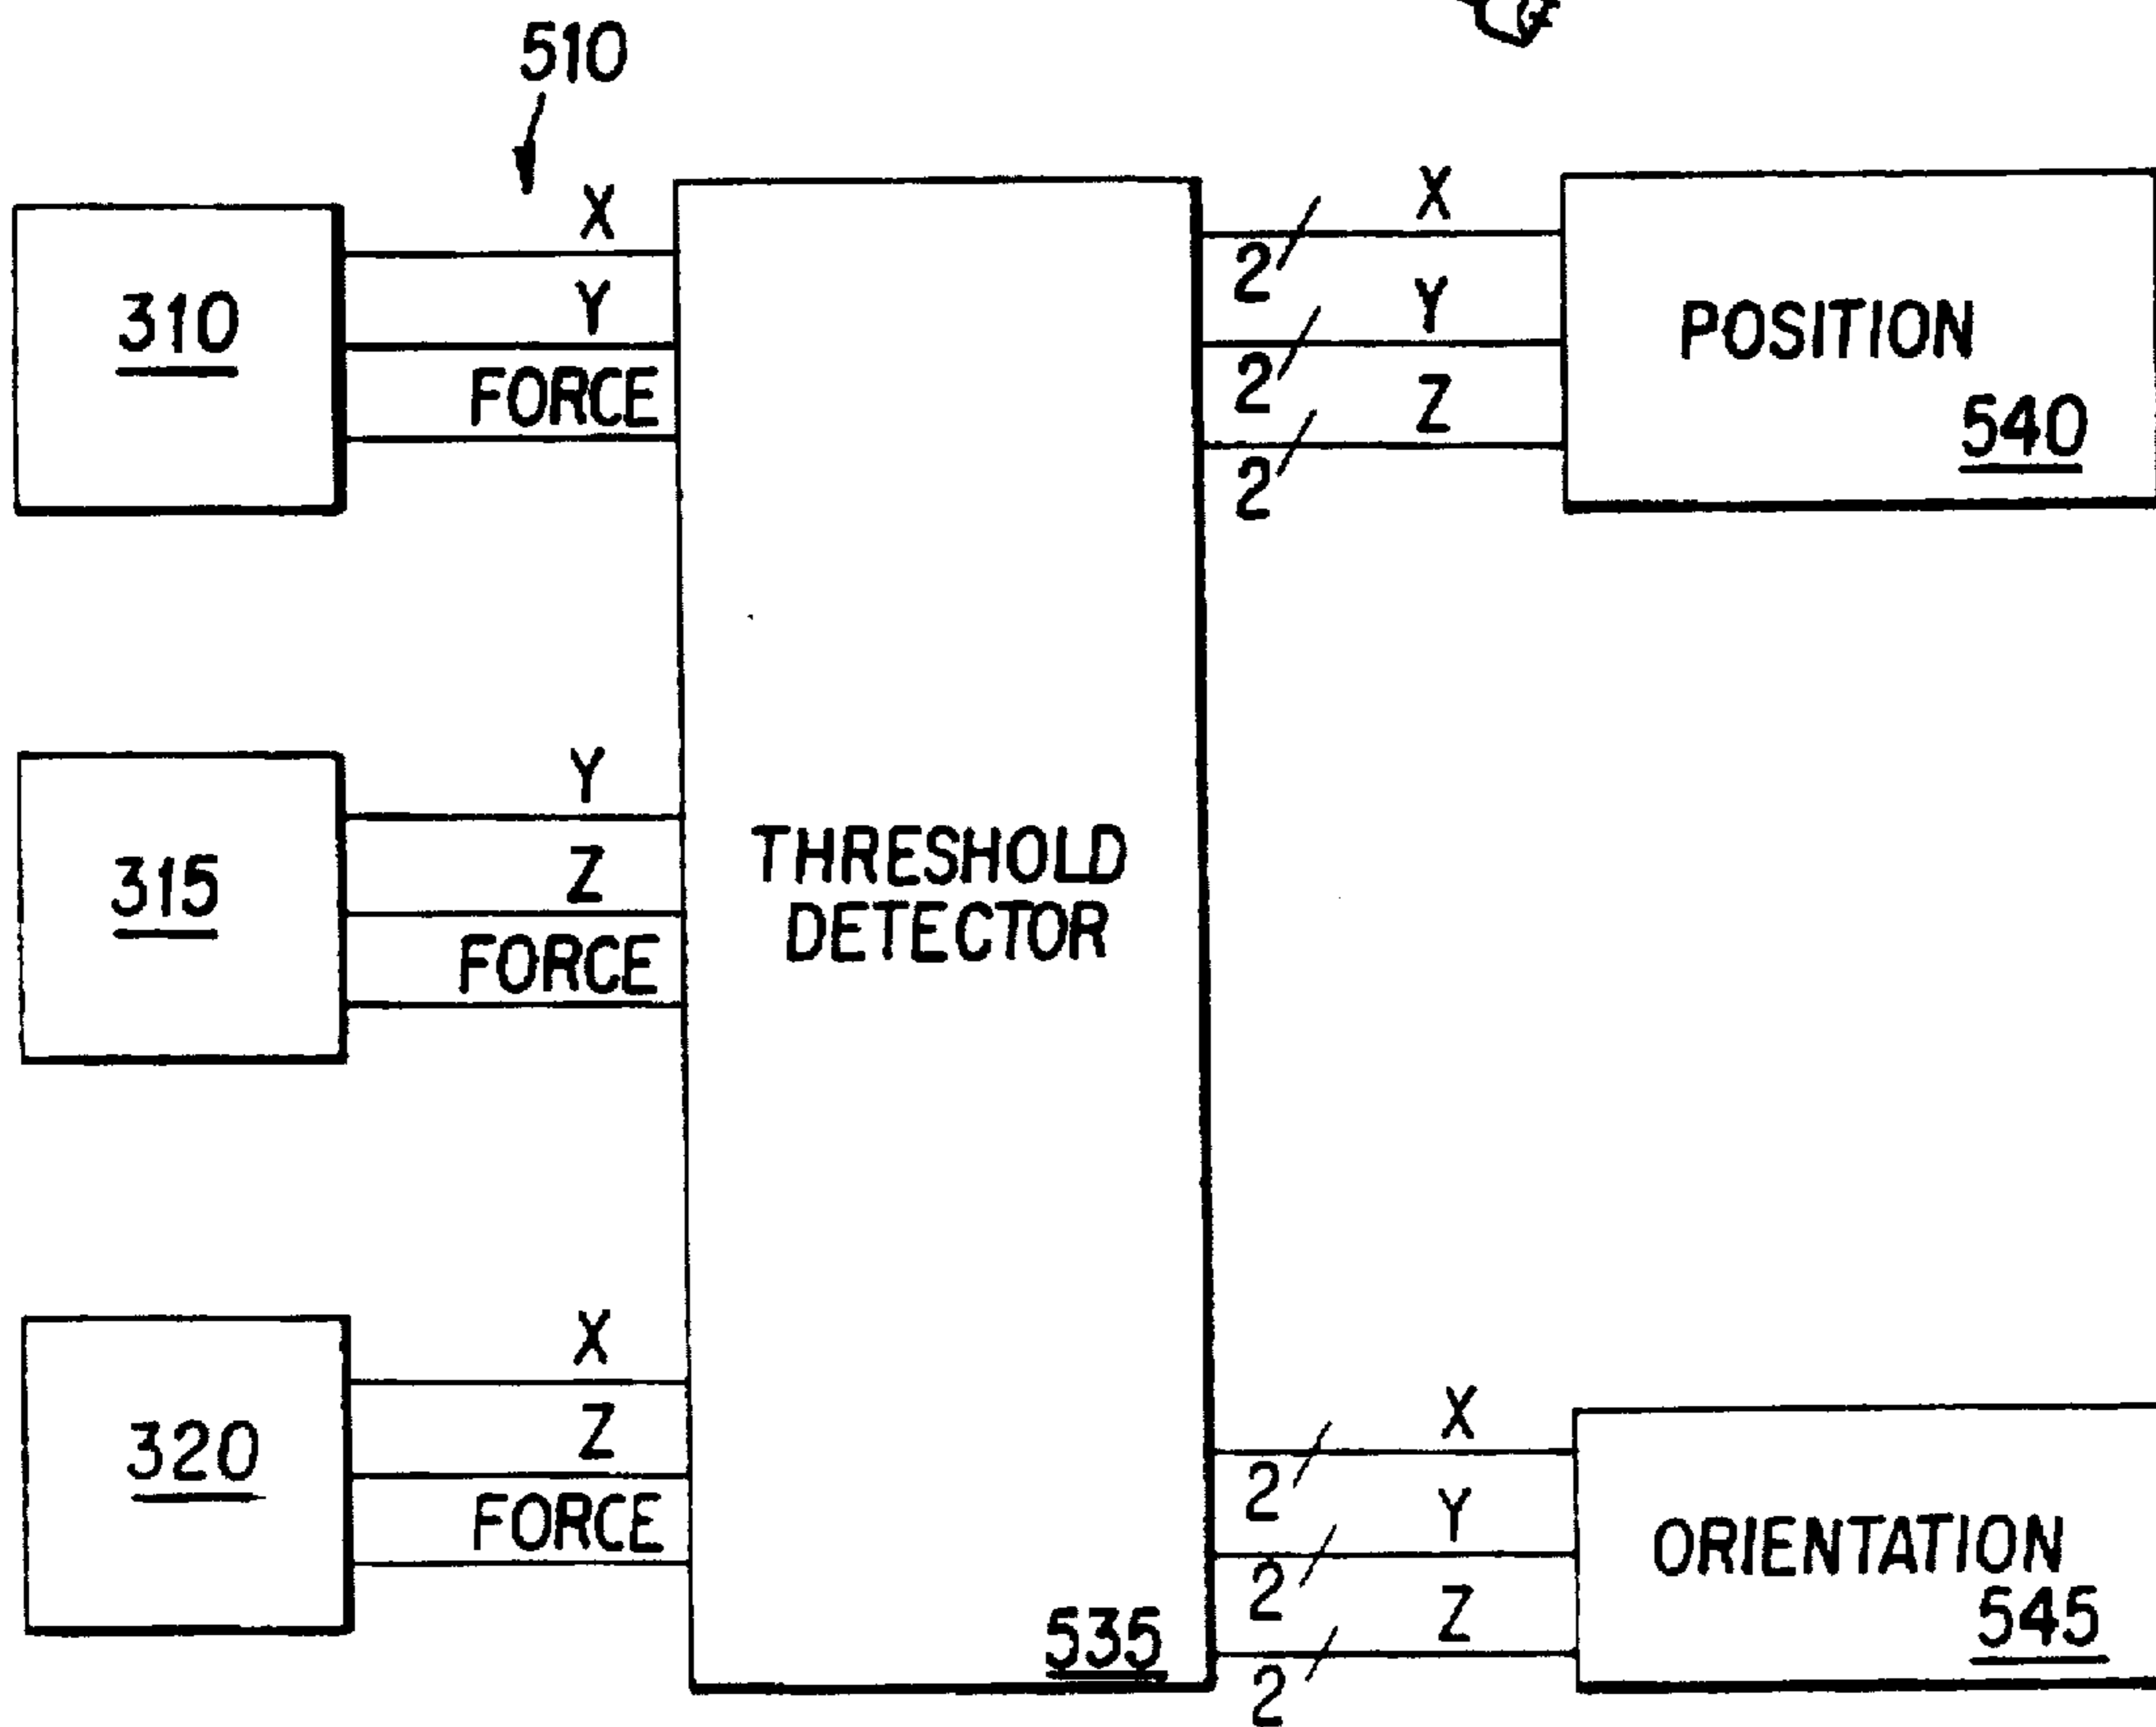 510
310
X
Y
FORCE
2
X
2
Y
2
Z
POSITION
540
315
Y
Z
FORCE
THRESHOLD
DETECTOR
320
X
Z
FORCE
535
2
X
2
Y
2
Z
ORIENTATION
545